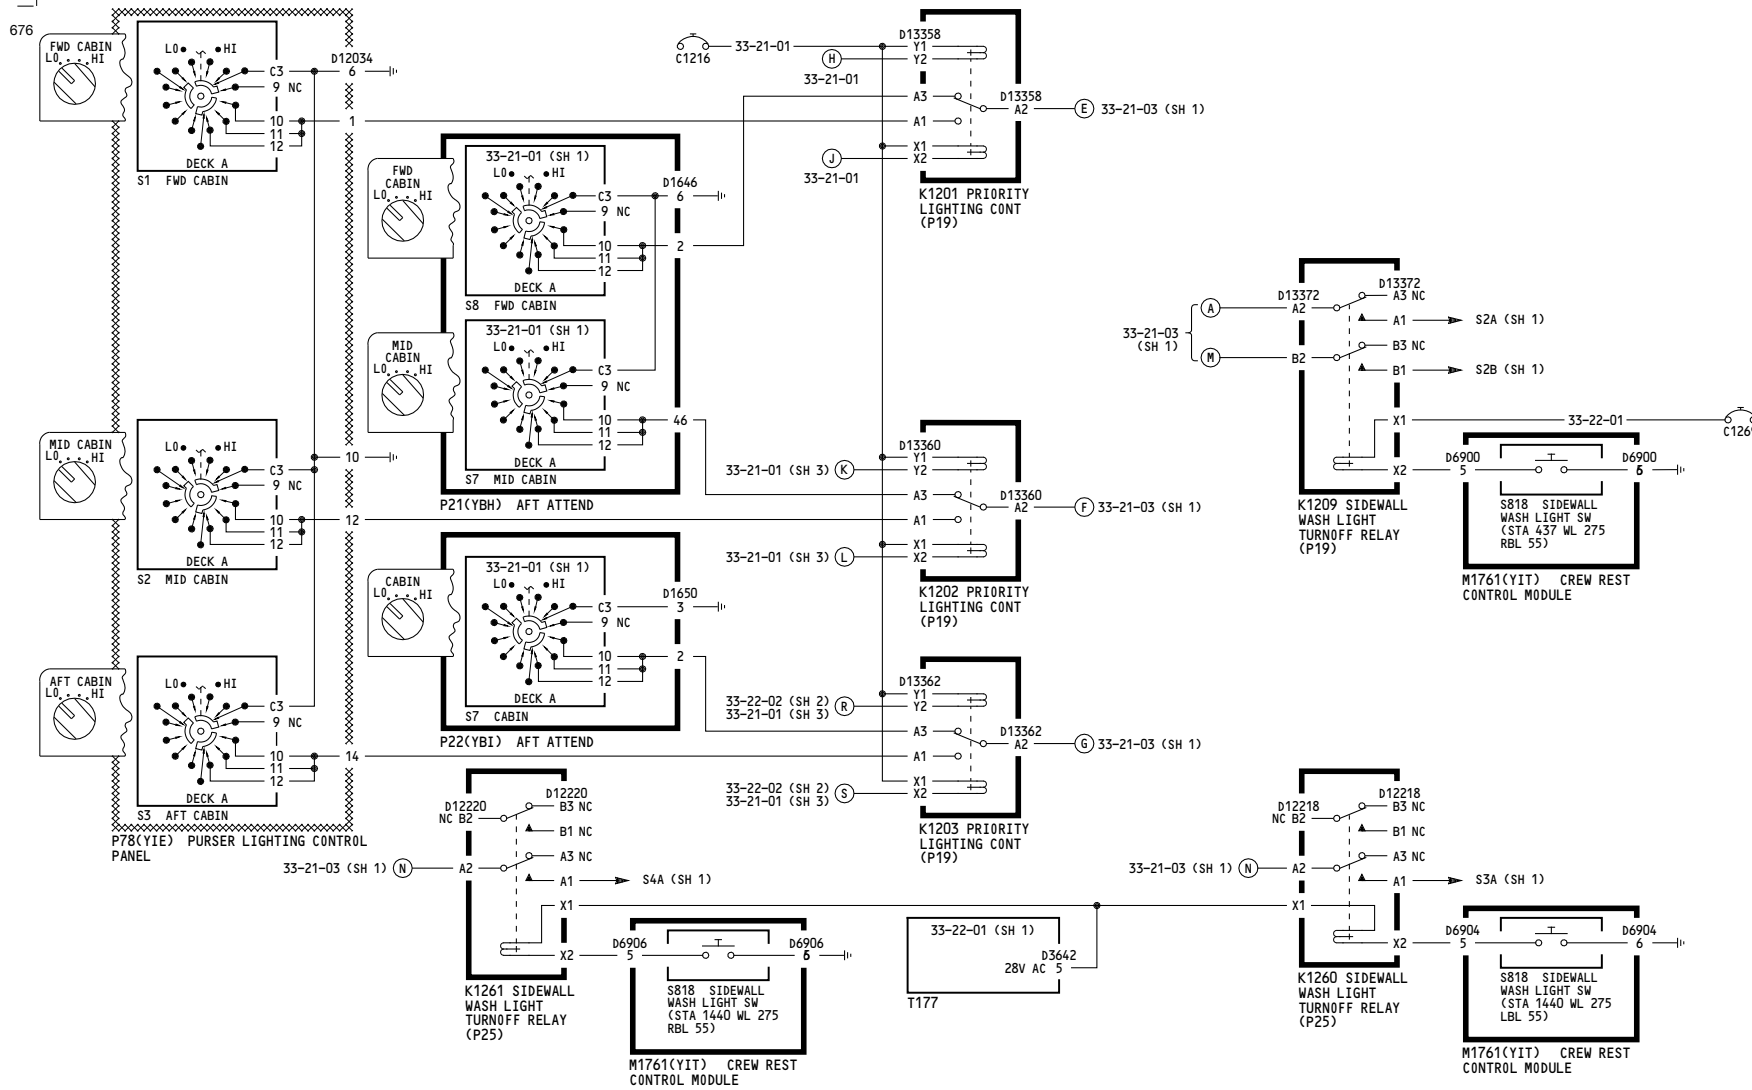 676
FWD CABIN
LO HI
LO HI
C3
9 NC
10
11
12
DECK A
S1 FWD CABIN
D12034
6
1
MID CABIN
LO HI
LO HI
C3
9 NC
10
11
12
DECK A
S2 MID CABIN
10
12
AFT CABIN
LO HI
LO HI
C3
9 NC
10
11
12
DECK A
S3 AFT CABIN
14
P78(YIE) PURSER LIGHTING CONTROL
PANEL
FWD
CABIN
LO HI
33-21-01 (SH 1)
LO HI
C3
9 NC
10
11
12
DECK A
S8 FWD CABIN
D1646
6
2
MID
CABIN
LO HI
33-21-01 (SH 1)
LO HI
C3
9 NC
10
11
12
DECK A
S7 MID CABIN
46
P21(YBH) AFT ATTEND
CABIN
LO HI
33-21-01 (SH 1)
LO HI
C3
9 NC
10
11
12
DECK A
S7 CABIN
D1650
3
2
P22(YBI) AFT ATTEND
C1216
33-21-01
H
33-21-01
J
33-21-01
D13358
Y1
Y2
A3
A1
X1
X2
D13358
A2
E 33-21-03 (SH 1)
K1201 PRIORITY
LIGHTING CONT
(P19)
33-21-01 (SH 3) K
33-21-01 (SH 3) L
D13360
Y1
Y2
A3
A1
X1
X2
D13360
A2
F 33-21-03 (SH 1)
K1202 PRIORITY
LIGHTING CONT
(P19)
33-22-02 (SH 2)
33-21-01 (SH 3) R
33-22-02 (SH 2)
33-21-01 (SH 3) S
D13362
Y1
Y2
A3
A1
X1
X2
D13362
A2
G 33-21-03 (SH 1)
K1203 PRIORITY
LIGHTING CONT
(P19)
33-21-03
(SH 1)
A
M
D13372
A2
B2
D13372
A3 NC
A1 S2A (SH 1)
B3 NC
B1 S2B (SH 1)
X1
33-22-01
X2
K1209 SIDEWALL
WASH LIGHT
TURNOFF RELAY
(P19)
D6900
5
D6900
S818 SIDEWALL
WASH LIGHT SW
(STA 437 WL 275
RBL 55)
M1761(YIT) CREW REST
CONTROL MODULE
33-21-03 (SH 1) N
D12220
NC B2
A2
D12220
B3 NC
B1 NC
A3 NC
A1 S4A (SH 1)
X1
X2
K1261 SIDEWALL
WASH LIGHT
TURNOFF RELAY
(P25)
D6906
5
D6906
S818 SIDEWALL
WASH LIGHT SW
(STA 1440 WL 275
RBL 55)
M1761(YIT) CREW REST
CONTROL MODULE
33-22-01 (SH 1)
D3642
28V AC 5
T177
33-21-03 (SH 1) N
D12218
NC B2
A2
X1
D12218
B3 NC
B1 NC
A3 NC
A1 S3A (SH 1)
X2
K1260 SIDEWALL
WASH LIGHT
TURNOFF RELAY
(P25)
D6904
5
D6904
6
S818 SIDEWALL
WASH LIGHT SW
(STA 1440 WL 275
LBL 55)
M1761(YIT) CREW REST
CONTROL MODULE